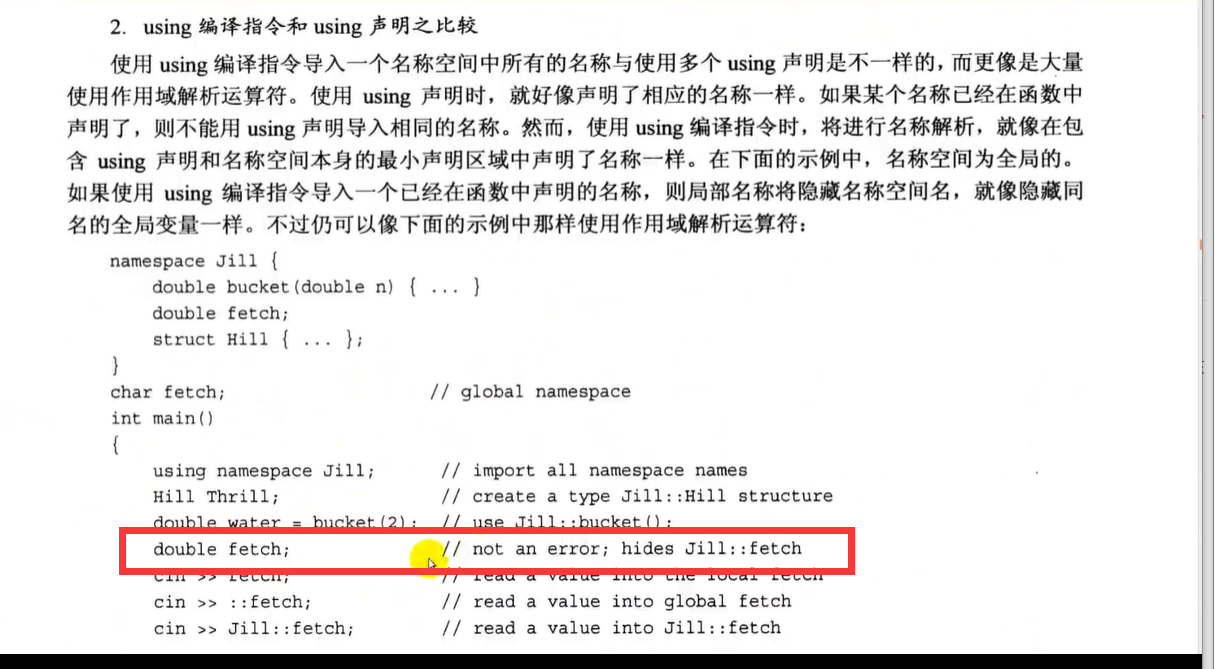 2. using 编译指令和 using 声明之比较
使用 using 编译指令导入一个名称空间中所有的名称与使用多个 using 声明是不一样的，而更像是大量
使用作用域解析运算符。使用 using 声明时，就好像声明了相应的名称一样。如果某个名称已经在函数中
声明了，则不能用 using 声明导入相同的名称。然而，使用 using 编译指令时，将进行名称解析，就像在包
含 using 声明和名称空间本身的最小声明区域中声明了名称一样。在下面的示例中，名称空间为全局的。
如果使用 using 编译指令导入一个已经在函数中声明的名称，则局部名称将隐藏名称空间名，就像隐藏同
名的全局变量一样。不过仍可以像下面的示例中那样使用作用域解析运算符：
namespace Jill {
double bucket(double n) { ... }
double fetch;
struct Hill { ... };
}
char fetch; // global namespace
int main()
{
using namespace Jill; // import all namespace names
Hill Thrill; // create a type Jill::Hill structure
double water = bucket(2); // use Jill::bucket();
double fetch; // not an error; hides Jill::fetch
cin >> fetch; // read a value into the local fetch
cin >> ::fetch; // read a value into global fetch
cin >> Jill::fetch; // read a value into Jill::fetch